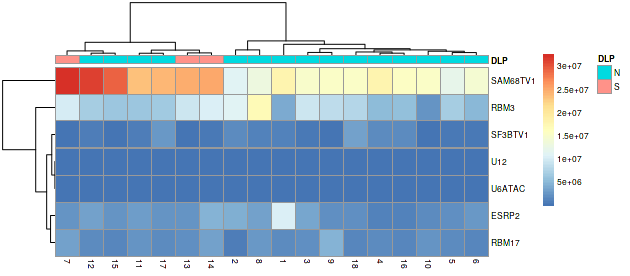 DLP
SAM68TV1
RBM3
SF3BTV1
U12
U6ATAC
ESRP2
RBM17
7 12 15 11 17 13 14 2 8 1 3 9 18 4 16 10 5 6
3e+07
2.5e+07
2e+07
1.5e+07
1e+07
5e+06
DLP
N
S